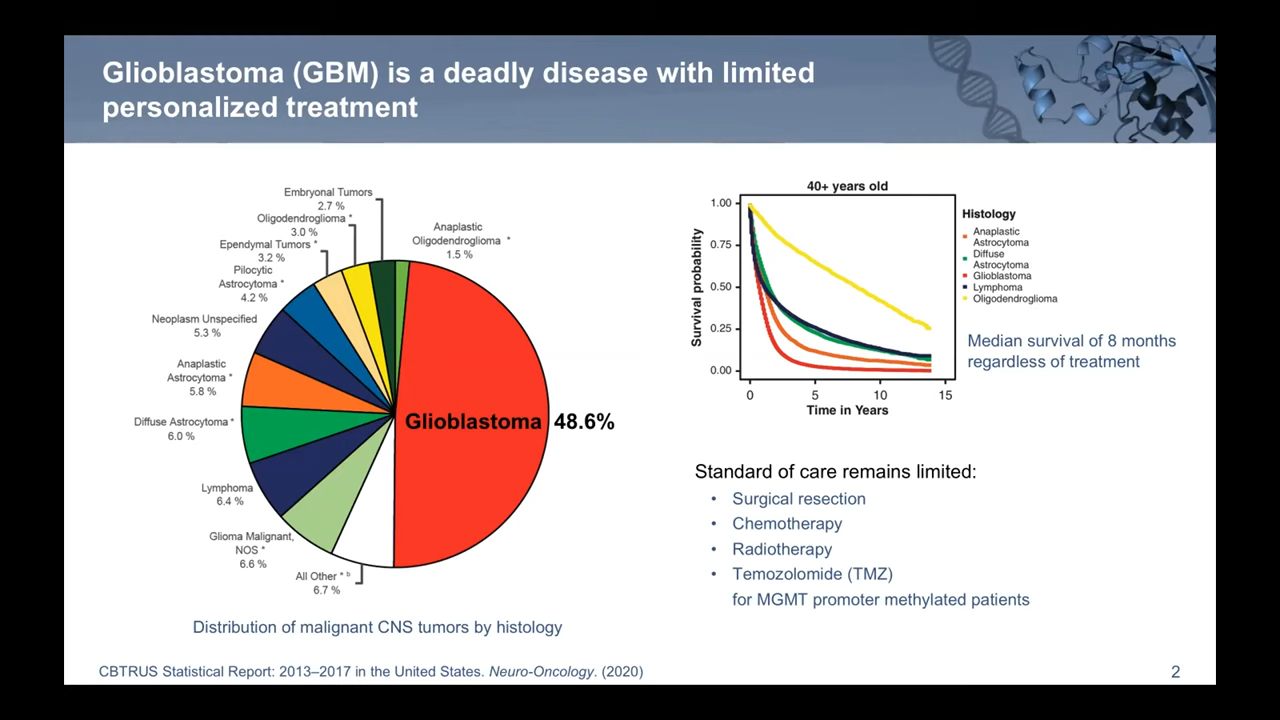 Glioblastoma (GBM) is a deadly disease with limited
personalized treatment
Embryonal Tumors
2.7 %
Oligodendroglioma *
3.0 %
Ependymal Tumors *
3.2 %
Pilocytic
Astrocytoma *
4.2 %
Neoplasm Unspecified
5.3 %
Anaplastic
Astrocytoma *
5.8 %
Diffuse Astrocytoma *
6.0 %
Lymphoma
6.4 %
Glioma Malignant,
NOS *
6.6 %
All Other * b
6.7 %
Anaplastic
Oligodendroglioma *
1.5 %
Glioblastoma 48.6%
Distribution of malignant CNS tumors by histology
40+ years old
Survival probability
1.00
0.75
0.50
0.25
0.00
0 5 10 15
Time in Years
Histology
Anaplastic
Astrocytoma
Diffuse
Astrocytoma
Glioblastoma
Lymphoma
Oligodendroglioma
Median survival of 8 months
regardless of treatment
Standard of care remains limited:
• Surgical resection
• Chemotherapy
• Radiotherapy
• Temozolomide (TMZ)
for MGMT promoter methylated patients
CBTRUS Statistical Report: 2013–2017 in the United States. Neuro-Oncology. (2020)
2